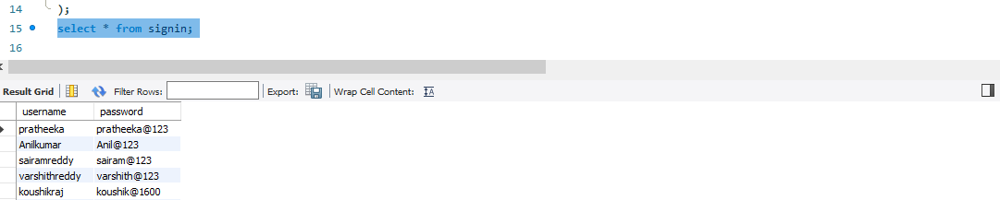 14 );
15 select * from signin;
16
Result Grid Filter Rows: Export: Wrap Cell Content:
username password
pratheeka pratheeka@123
Anilkumar Anil@123
sairamreddy sairam@123
varshithreddy varshith@123
koushikraj koushik@1600